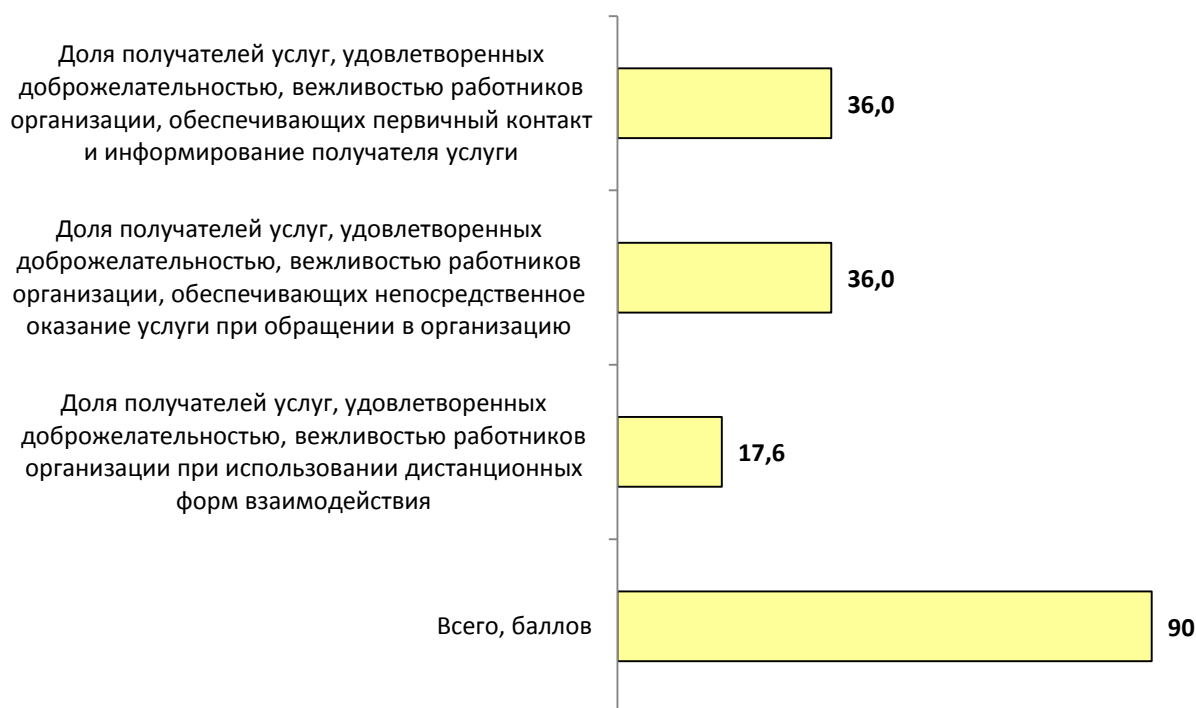 Доля получателей услуг, удовлетворенных
доброжелательностью, вежливостью работников
организации, обеспечивающих первичный контакт
и информирование получателя услуги
36,0
Доля получателей услуг, удовлетворенных
доброжелательностью, вежливостью работников
организации, обеспечивающих непосредственное
оказание услуги при обращении в организацию
36,0
Доля получателей услуг, удовлетворенных
доброжелательностью, вежливостью работников
организации при использовании дистанционных
форм взаимодействия
17,6
Всего, баллов
90